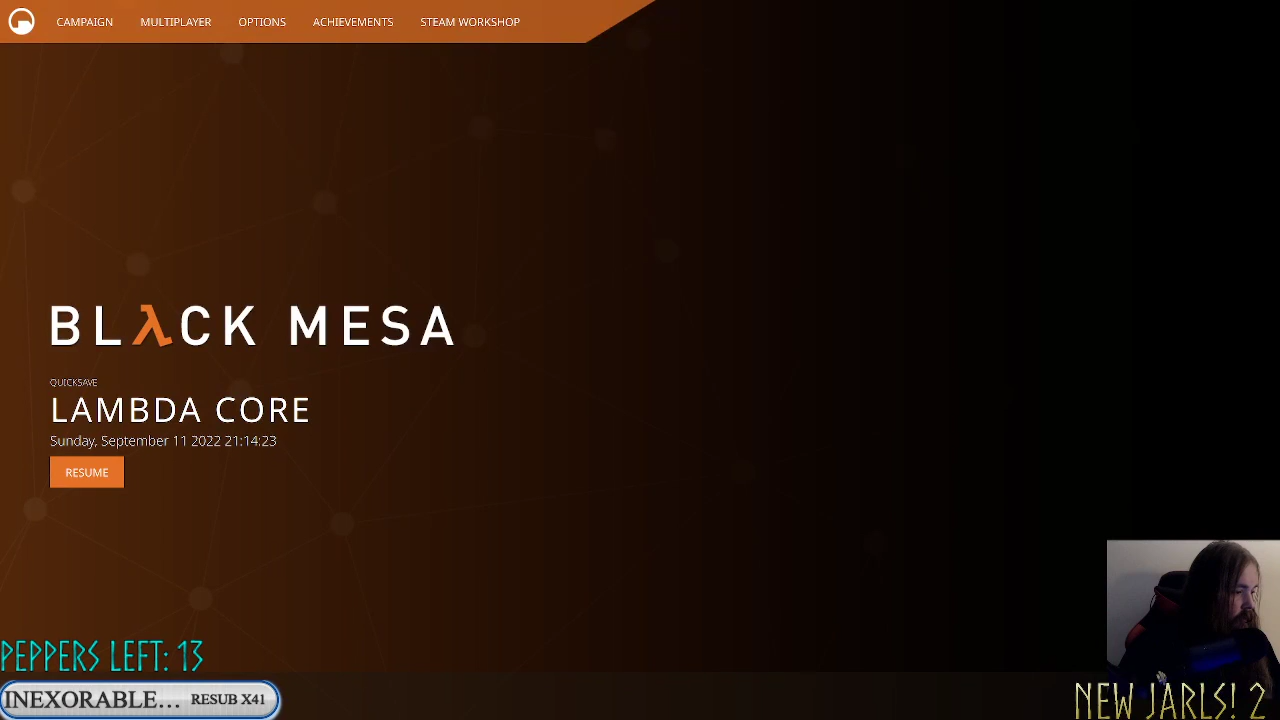 CAMPAIGN MULTIPLAYER OPTIONS ACHIEVEMENTS STEAM WORKSHOP
BLλCK MESA
QUICKSAVE
LAMBDA CORE
Sunday, September 11 2022 21:14:23
RESUME
PEPPERS LEFT: 13
INEXORABLE... RESUB X41
NEW JARLS! 2